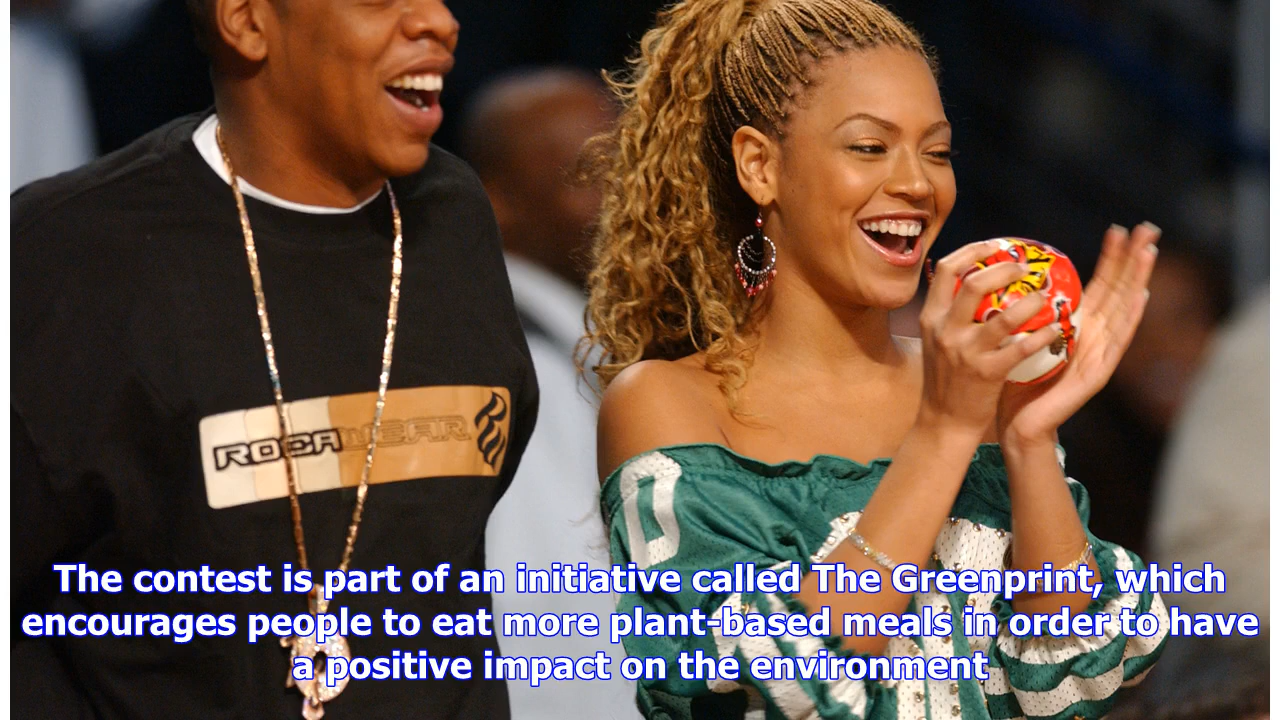 ROCAWEAR
RW
The contest is part of an initiative called The Greenprint, which
encourages people to eat more plant-based meals in order to have
a positive impact on the environment